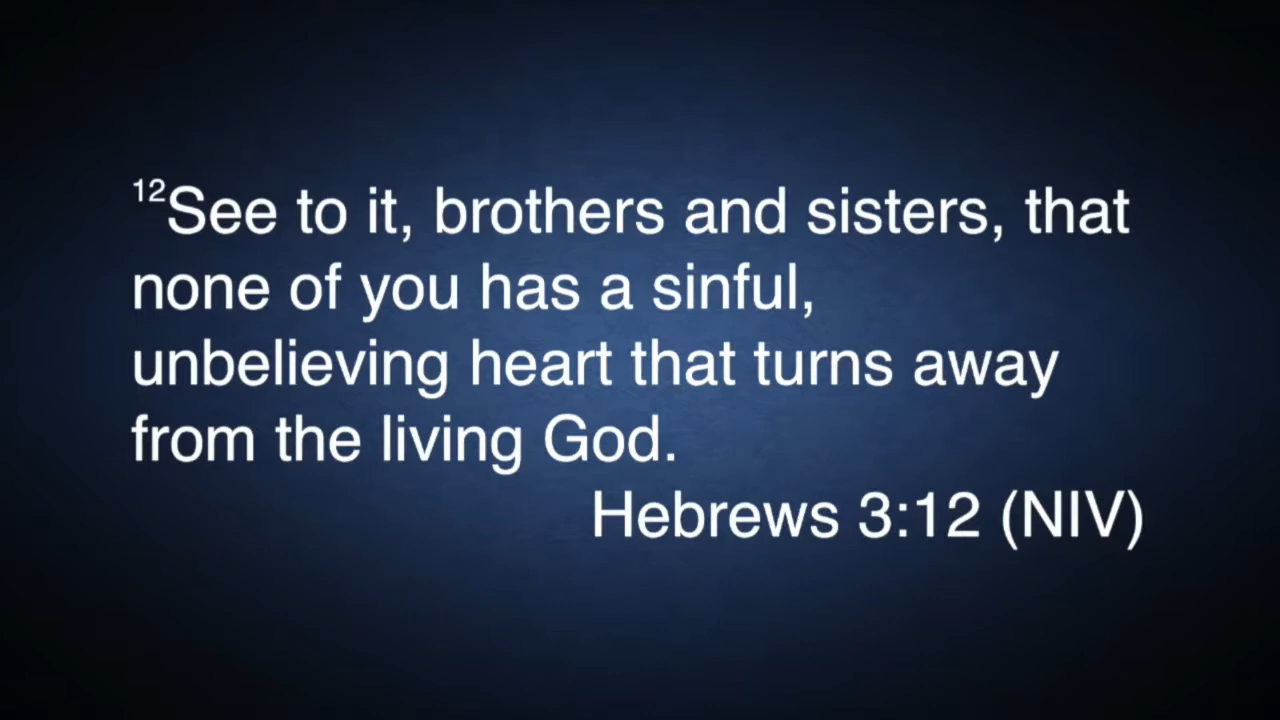 12See to it, brothers and sisters, that
none of you has a sinful,
unbelieving heart that turns away
from the living God.
Hebrews 3:12 (NIV)